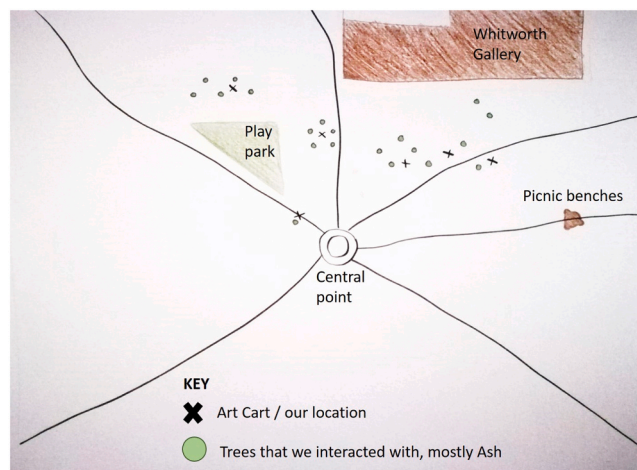 Whitworth
Gallery
Play
park
Picnic benches
Central
point
KEY
Art Cart / our location
Trees that we interacted with, mostly Ash